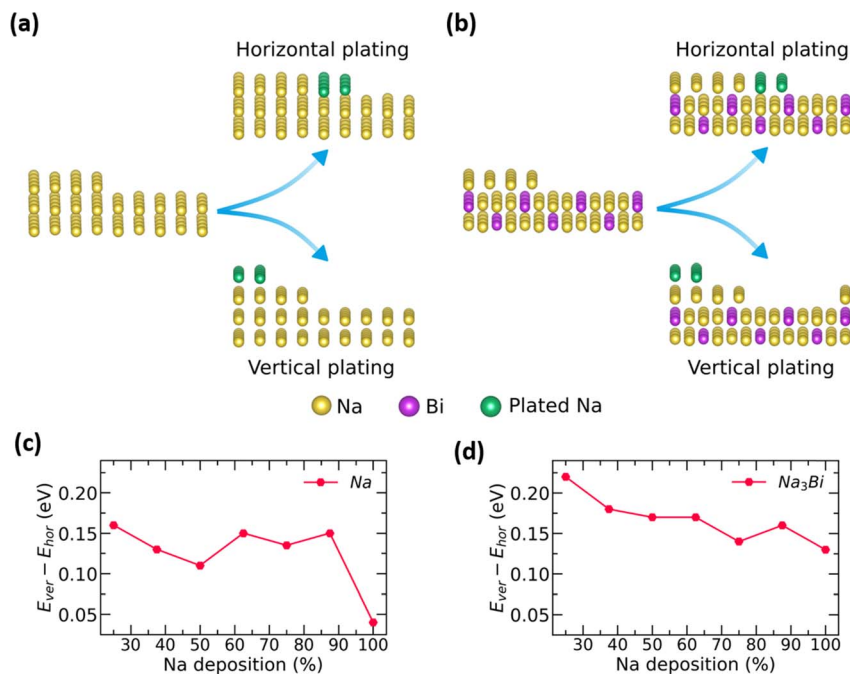 (a)
Horizontal plating
Vertical plating
(b)
Horizontal plating
Vertical plating
Na Bi Plated Na
(c)
Na
0.20
0.15
0.10
0.05
E_ver − E_hor (eV)
30 40 50 60 70 80 90 100
Na deposition (%)
(d)
Na₃Bi
0.20
0.15
0.10
0.05
E_ver − E_hor (eV)
30 40 50 60 70 80 90 100
Na deposition (%)